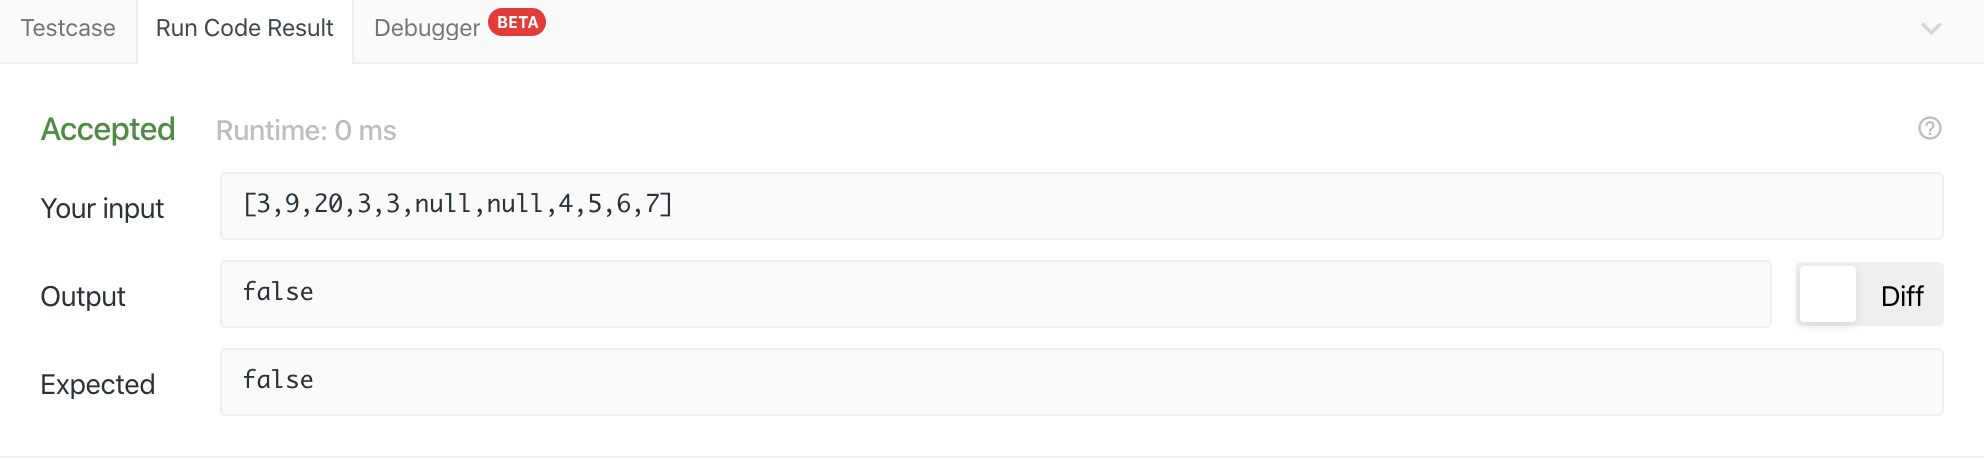 Testcase Run Code Result Debugger BETA
Accepted Runtime: 0 ms
Your input [3,9,20,3,3,null,null,4,5,6,7]
Output false Diff
Expected false